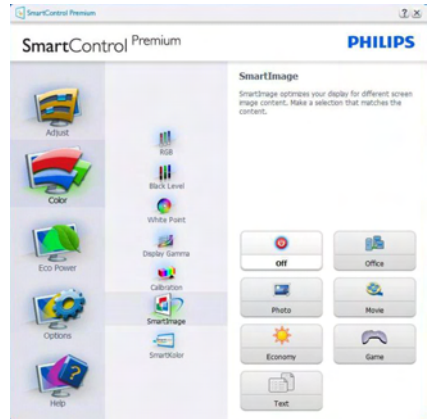 SmartControl Premium
SmartControl Premium
PHILIPS
Adjust
Color
Eco Power
Options
Help
RGB
Black Level
White Point
Display Gamma
Calibration
SmartImage
SmartKolor
SmartImage
SmartImage optimizes your display for different screen
image content. Make a selection that matches the
content.
Off
Office
Photo
Movie
Economy
Game
Text